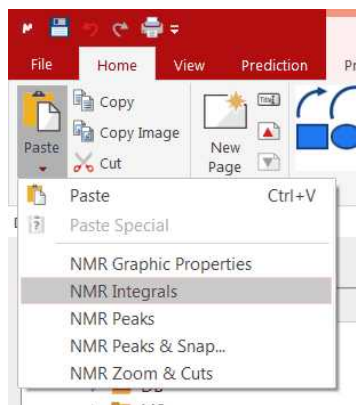 File Home View Prediction Pr
Copy
Copy Image
Cut
Paste
New
Page
Paste Ctrl+V
Paste Special
NMR Graphic Properties
NMR Integrals
NMR Peaks
NMR Peaks & Snap...
NMR Zoom & Cuts